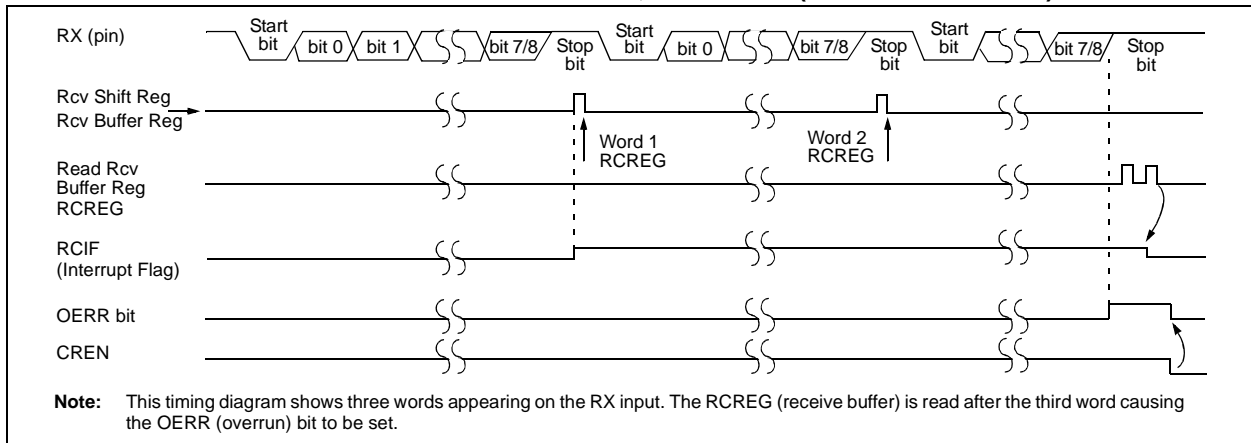 RX (pin)
Start
bit
bit 0
bit 1
bit 7/8
Stop
bit
Start
bit
bit 0
bit 7/8
Stop
bit
Start
bit
bit 7/8
Stop
bit
Rcv Shift Reg
Rcv Buffer Reg
Word 1
RCREG
Word 2
RCREG
Read Rcv
Buffer Reg
RCREG
RCIF
(Interrupt Flag)
OERR bit
CREN
Note: This timing diagram shows three words appearing on the RX input. The RCREG (receive buffer) is read after the third word causing
the OERR (overrun) bit to be set.